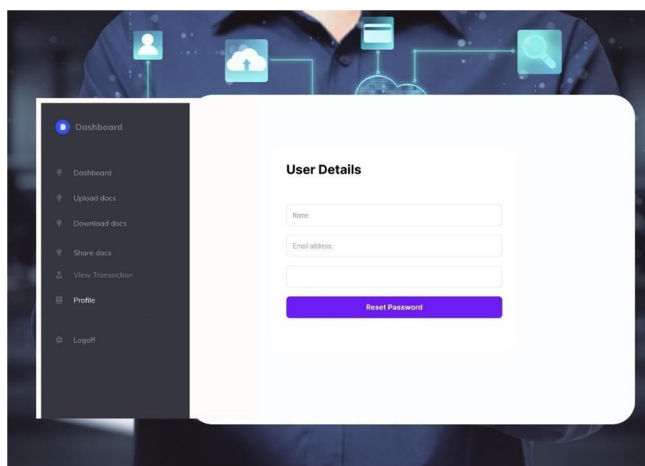 D Dashboard
Dashboard
Upload docs
Download docs
Share docs
View Transaction
Profile
Logoff
User Details
Name
Email address
Reset Password